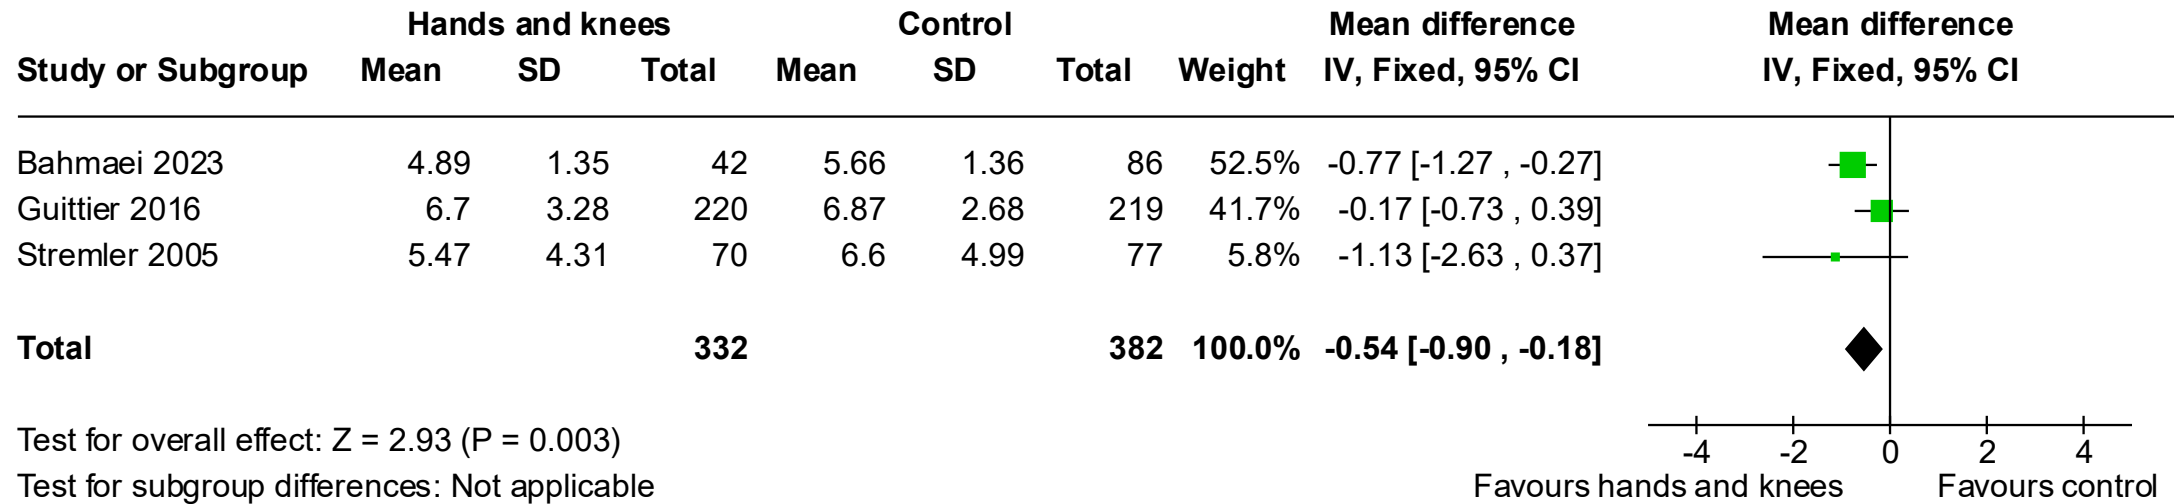 Hands and knees Control Mean difference Mean difference
Study or Subgroup Mean SD Total Mean SD Total Weight IV, Fixed, 95% CI IV, Fixed, 95% CI
Bahmaei 2023 4.89 1.35 42 5.66 1.36 86 52.5% -0.77 [-1.27 , -0.27]
Guittier 2016 6.7 3.28 220 6.87 2.68 219 41.7% -0.17 [-0.73 , 0.39]
Stremler 2005 5.47 4.31 70 6.6 4.99 77 5.8% -1.13 [-2.63 , 0.37]
Total 332 382 100.0% -0.54 [-0.90 , -0.18]
Test for overall effect: Z = 2.93 (P = 0.003)
-4 -2 0 2 4
Test for subgroup differences: Not applicable Favours hands and knees Favours control